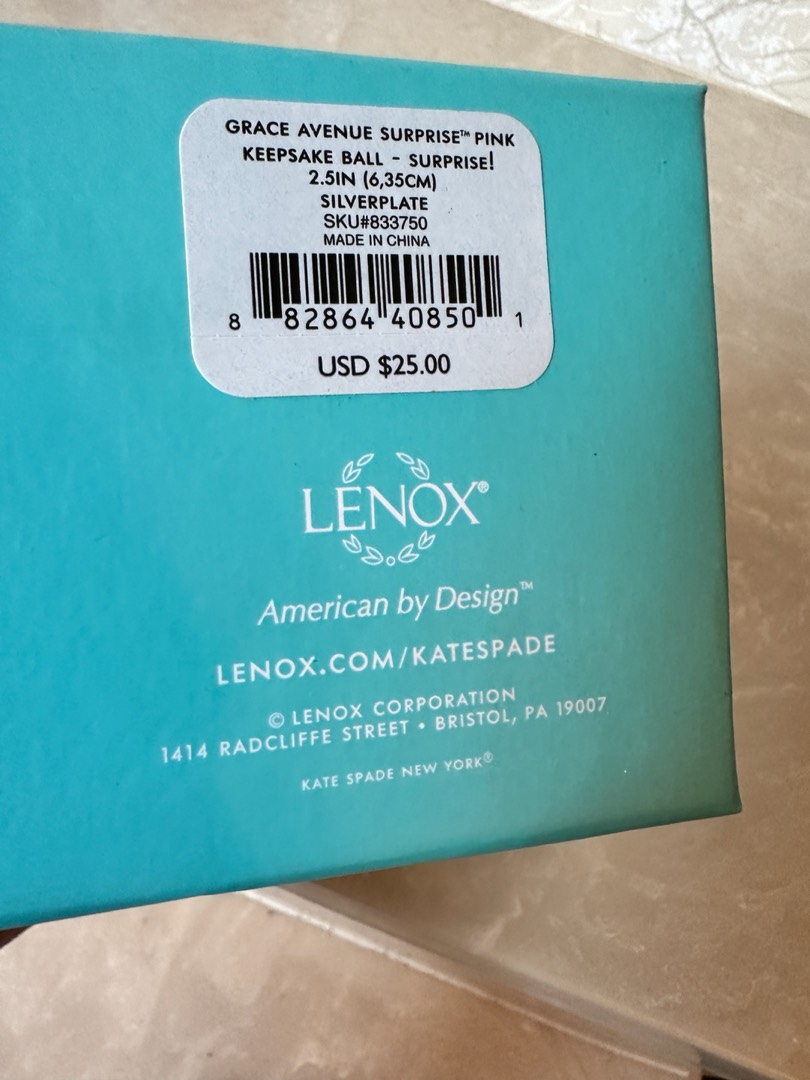 GRACE AVENUE SURPRISE™ PINK
KEEPSAKE BALL - SURPRISE!
2.5IN (6,35CM)
SILVERPLATE
SKU#833750
MADE IN CHINA
8 82864 40850 1
USD $25.00
LENOX®
American by Design™
LENOX.COM/KATESPADE
© LENOX CORPORATION
1414 RADCLIFFE STREET • BRISTOL, PA 19007
KATE SPADE NEW YORK®